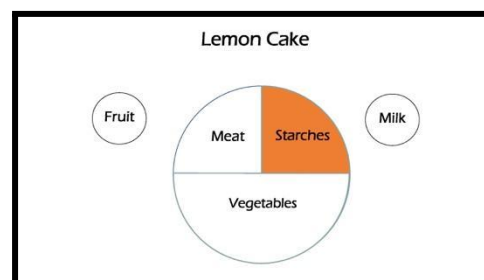 Lemon Cake
Fruit
Meat
Starches
Milk
Vegetables